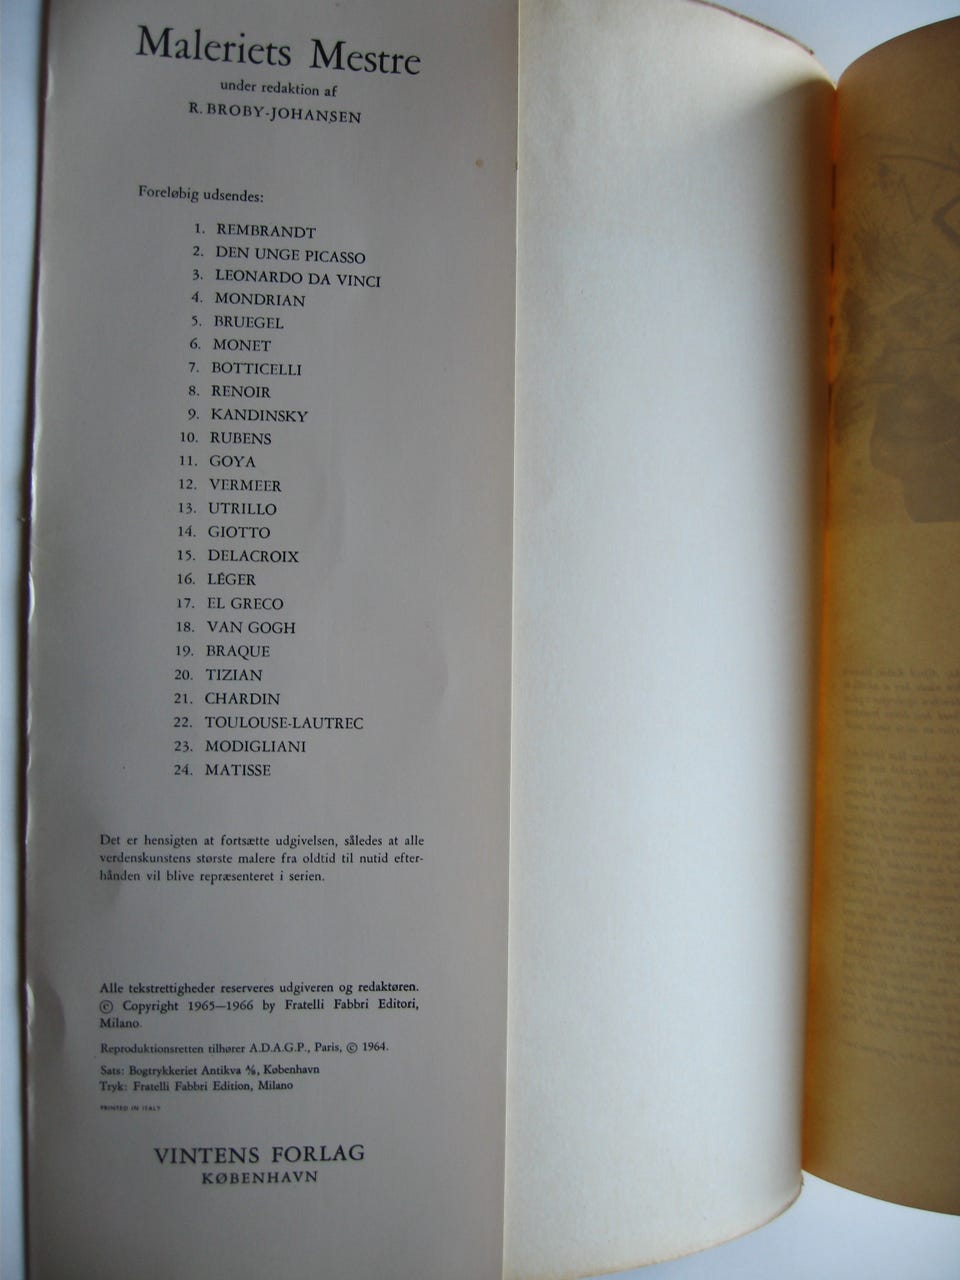 Maleriets Mestre
under redaktion af
R. BROBY-JOHANSEN
Foreløbig udsendes:
1. REMBRANDT
2. DEN UNGE PICASSO
3. LEONARDO DA VINCI
4. MONDRIAN
5. BRUEGEL
6. MONET
7. BOTTICELLI
8. RENOIR
9. KANDINSKY
10. RUBENS
11. GOYA
12. VERMEER
13. UTRILLO
14. GIOTTO
15. DELACROIX
16. LÉGER
17. EL GRECO
18. VAN GOGH
19. BRAQUE
20. TIZIAN
21. CHARDIN
22. TOULOUSE-LAUTREC
23. MODIGLIANI
24. MATISSE
Det er hensigten at fortsætte udgivelsen, således at alle
verdenskunstens største malere fra oldtid til nutid efter-
hånden vil blive repræsenteret i serien.
Alle tekstrettigheder reserveres udgiveren og redaktøren.
© Copyright 1965—1966 by Fratelli Fabbri Editori,
Milano.
Reproduktionsretten tilhører A.D.A.G.P., Paris, © 1964.
Sats: Bogtrykkeriet Antikva A/S, København
Tryk: Fratelli Fabbri Edition, Milano
PRINTED IN ITALY
VINTENS FORLAG
KØBENHAVN